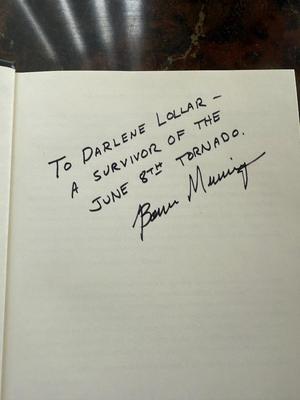 TO DARLENE LOLLAR –
A SURVIVOR OF THE
JUNE 8TH TORNADO.